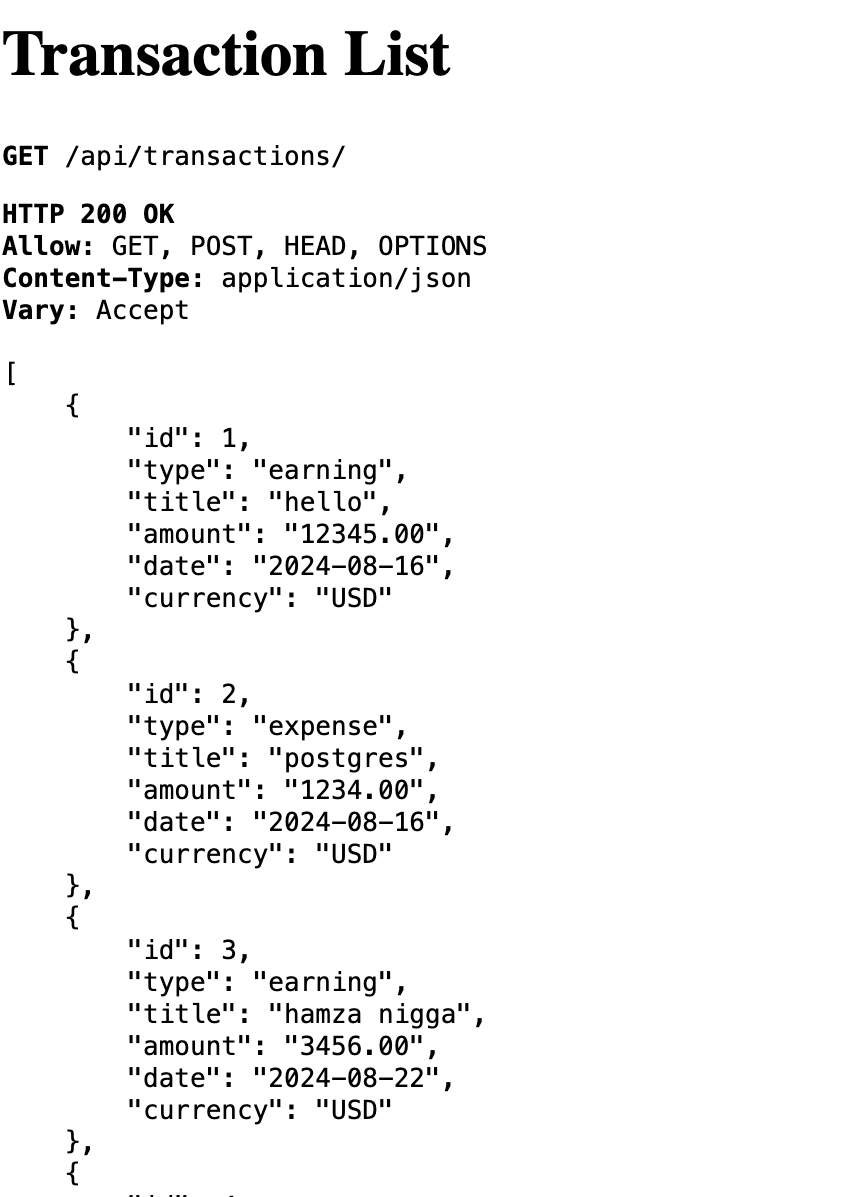 Transaction List
GET /api/transactions/
HTTP 200 OK
Allow: GET, POST, HEAD, OPTIONS
Content-Type: application/json
Vary: Accept
[
    {
        "id": 1,
        "type": "earning",
        "title": "hello",
        "amount": "12345.00",
        "date": "2024-08-16",
        "currency": "USD"
    },
    {
        "id": 2,
        "type": "expense",
        "title": "postgres",
        "amount": "1234.00",
        "date": "2024-08-16",
        "currency": "USD"
    },
    {
        "id": 3,
        "type": "earning",
        "title": "hamza nigga",
        "amount": "3456.00",
        "date": "2024-08-22",
        "currency": "USD"
    },
    {